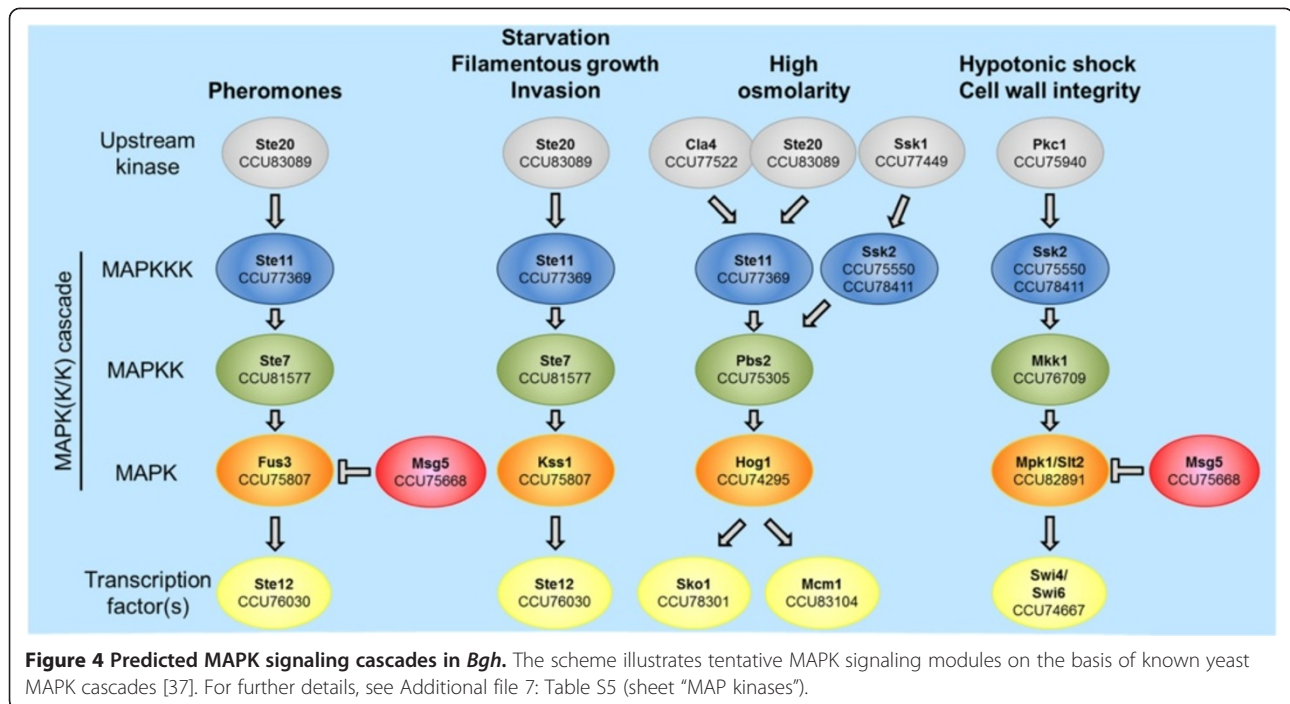 Pheromones
Starvation
Filamentous growth
Invasion
High
osmolarity
Hypotonic shock
Cell wall integrity
Upstream
kinase
Ste20
CCU83089
Ste20
CCU83089
Cla4
CCU77522
Ste20
CCU83089
Ssk1
CCU77449
Pkc1
CCU75940
MAPK(K/K) cascade
MAPKKK
Ste11
CCU77369
Ste11
CCU77369
Ste11
CCU77369
Ssk2
CCU75550
CCU78411
Ssk2
CCU75550
CCU78411
MAPKK
Ste7
CCU81577
Ste7
CCU81577
Pbs2
CCU75305
Mkk1
CCU76709
MAPK
Fus3
CCU75807
Msg5
CCU75668
Kss1
CCU75807
Hog1
CCU74295
Mpk1/Slt2
CCU82891
Msg5
CCU75668
Transcription
factor(s)
Ste12
CCU76030
Ste12
CCU76030
Sko1
CCU78301
Mcm1
CCU83104
Swi4/
Swi6
CCU74667
Figure 4 Predicted MAPK signaling cascades in Bgh. The scheme illustrates tentative MAPK signaling modules on the basis of known yeast
MAPK cascades [37]. For further details, see Additional file 7: Table S5 (sheet “MAP kinases”).